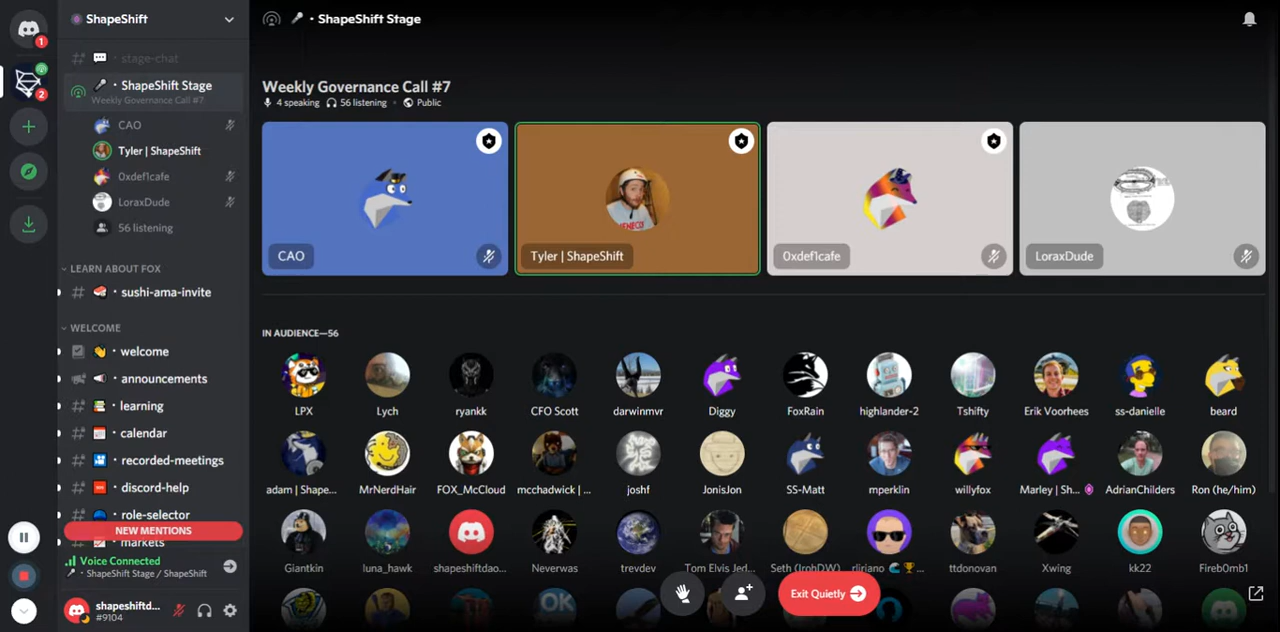 ShapeShift
stage-chat
ShapeShift Stage
Weekly Governance Call #7
CAO
Tyler | ShapeShift
0xdef1cafe
LoraxDude
56 listening
LEARN ABOUT FOX
sushi-ama-invite
WELCOME
welcome
announcements
learning
calendar
recorded-meetings
discord-help
role-selector
NEW MENTIONS
markets
Voice Connected
ShapeShift Stage / ShapeShift
shapeshiftd...
#9104
1
2
ShapeShift Stage
Weekly Governance Call #7
4 speaking 56 listening • Public
CAO
Tyler | ShapeShift
0xdef1cafe
LoraxDude
IN AUDIENCE—56
LPX Lych ryankk CFO Scott darwinmvr Diggy FoxRain highlander-2 Tshifty Erik Voorhees ss-danielle beard
adam | Shape... MrNerdHair FOX_McCloud mcchadwick | ... joshf JonisJon SS-Matt mperklin willyfox Marley | Sh... AdrianChilders Ron (he/him)
Giantkin luna_hawk shapeshiftdao... Neverwas trevdev Tom Elvis Jed... Seth (IrohDW) rliriano ttdonovan Xwing kk22 Fireb0mb1
OK
Exit Quietly